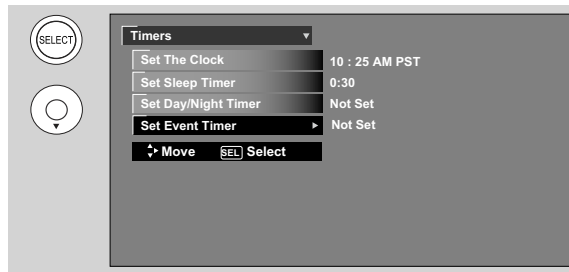 SELECT
Timers
Set The Clock 10 : 25 AM PST
Set Sleep Timer 0:30
Set Day/Night Timer Not Set
Set Event Timer Not Set
Move SEL Select